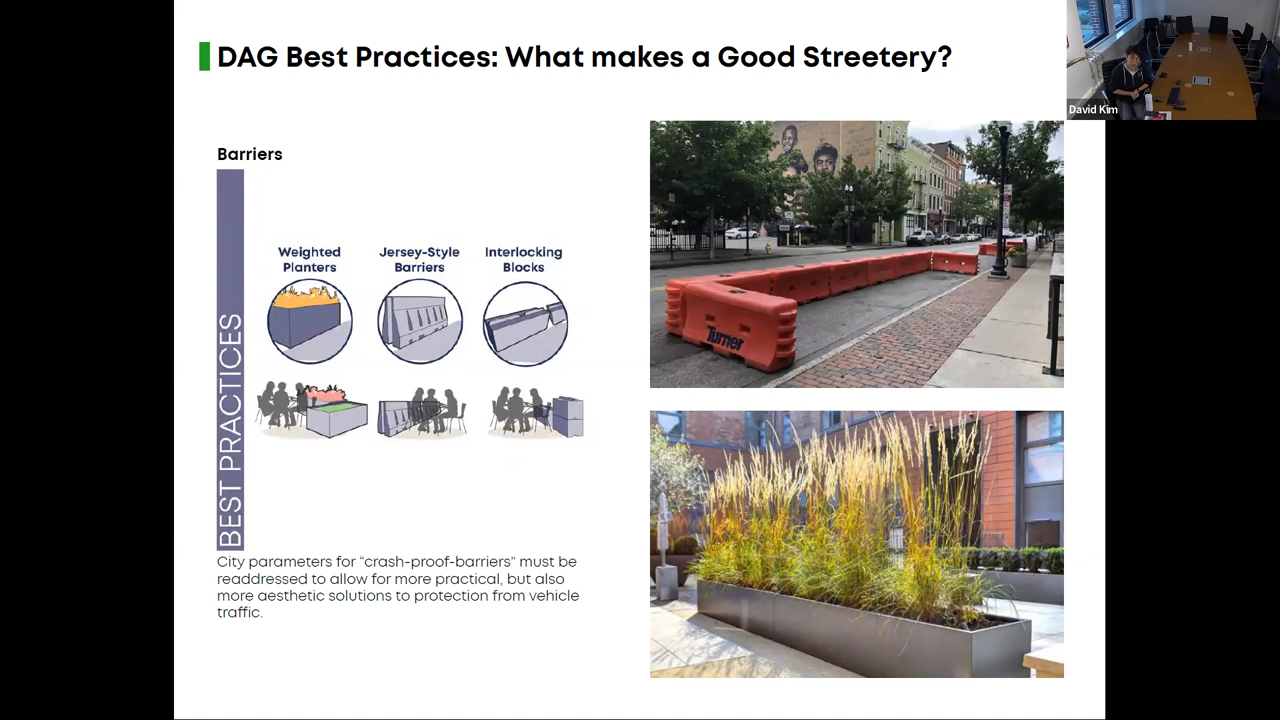 DAG Best Practices: What makes a Good Streetery?
David Kim
Barriers
BEST PRACTICES
Weighted
Planters
Jersey-Style
Barriers
Interlocking
Blocks
City parameters for “crash-proof-barriers” must be
readdressed to allow for more practical, but also
more aesthetic solutions to protection from vehicle
traffic.
Turner